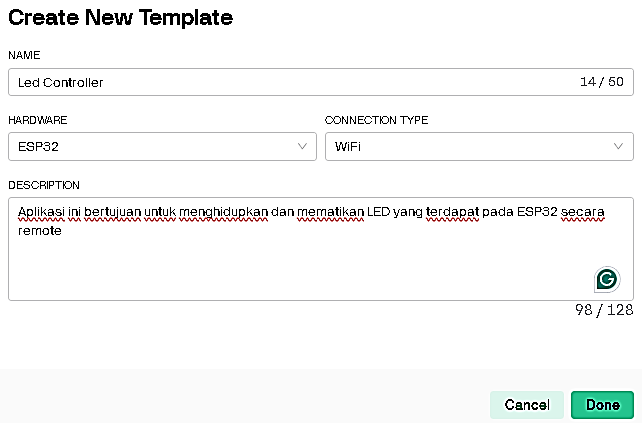 Create New Template
NAME
Led Controller 14 / 50
HARDWARE CONNECTION TYPE
ESP32 WiFi
DESCRIPTION
Aplikasi ini bertujuan untuk menghidupkan dan mematikan LED yang terdapat pada ESP32 secara
remote
98 / 128
Cancel Done